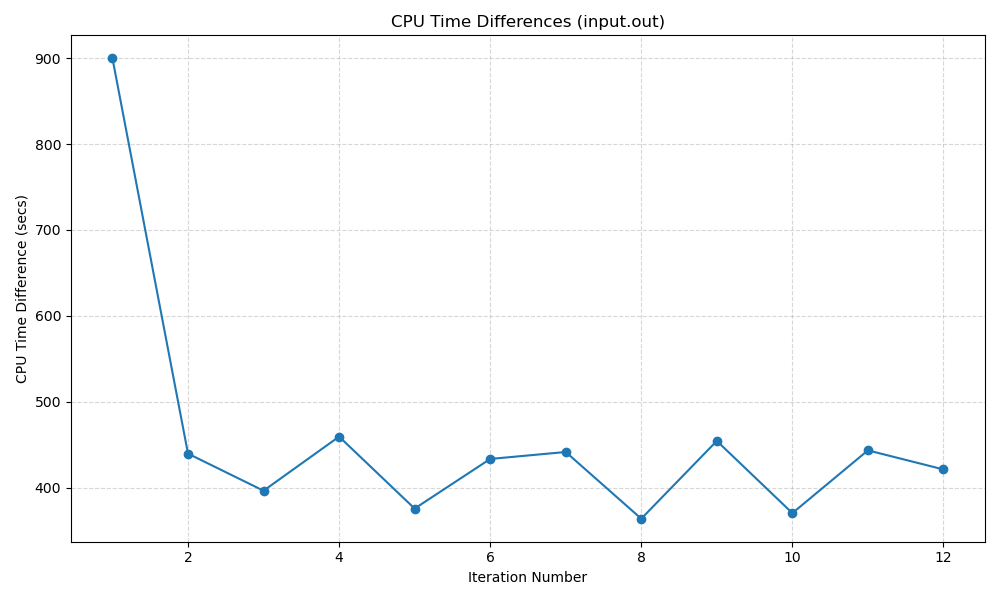 CPU Time Differences (input.out)
CPU Time Difference (secs)
900
800
700
600
500
400
2 4 6 8 10 12
Iteration Number